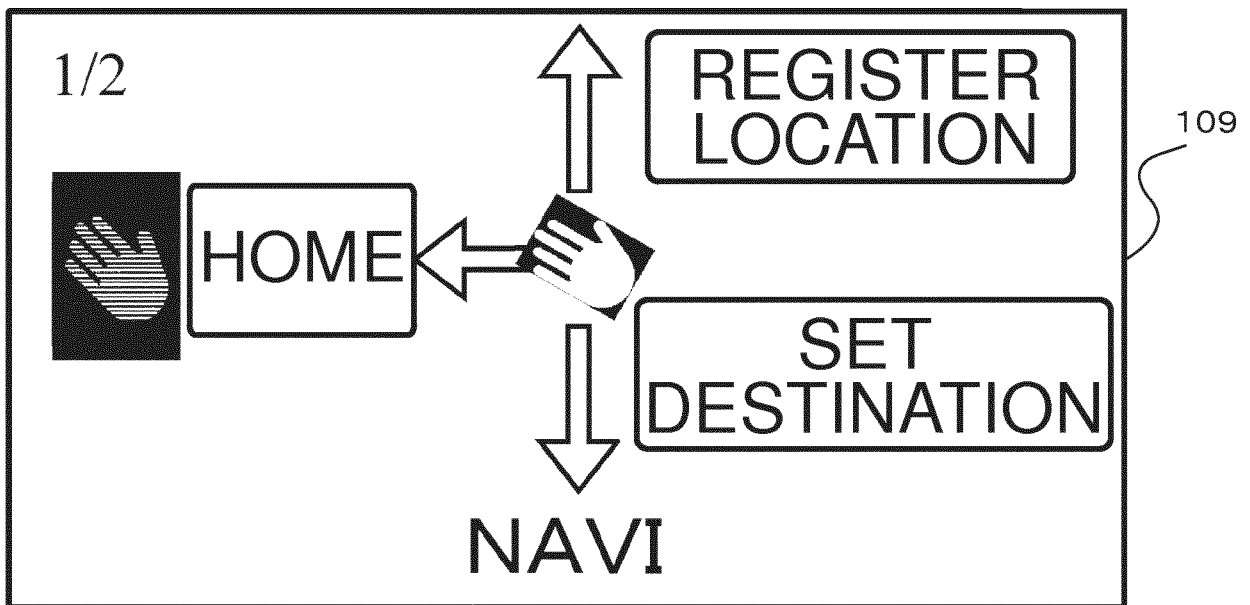 1/2
REGISTER
LOCATION
109
HOME
SET
DESTINATION
NAVI